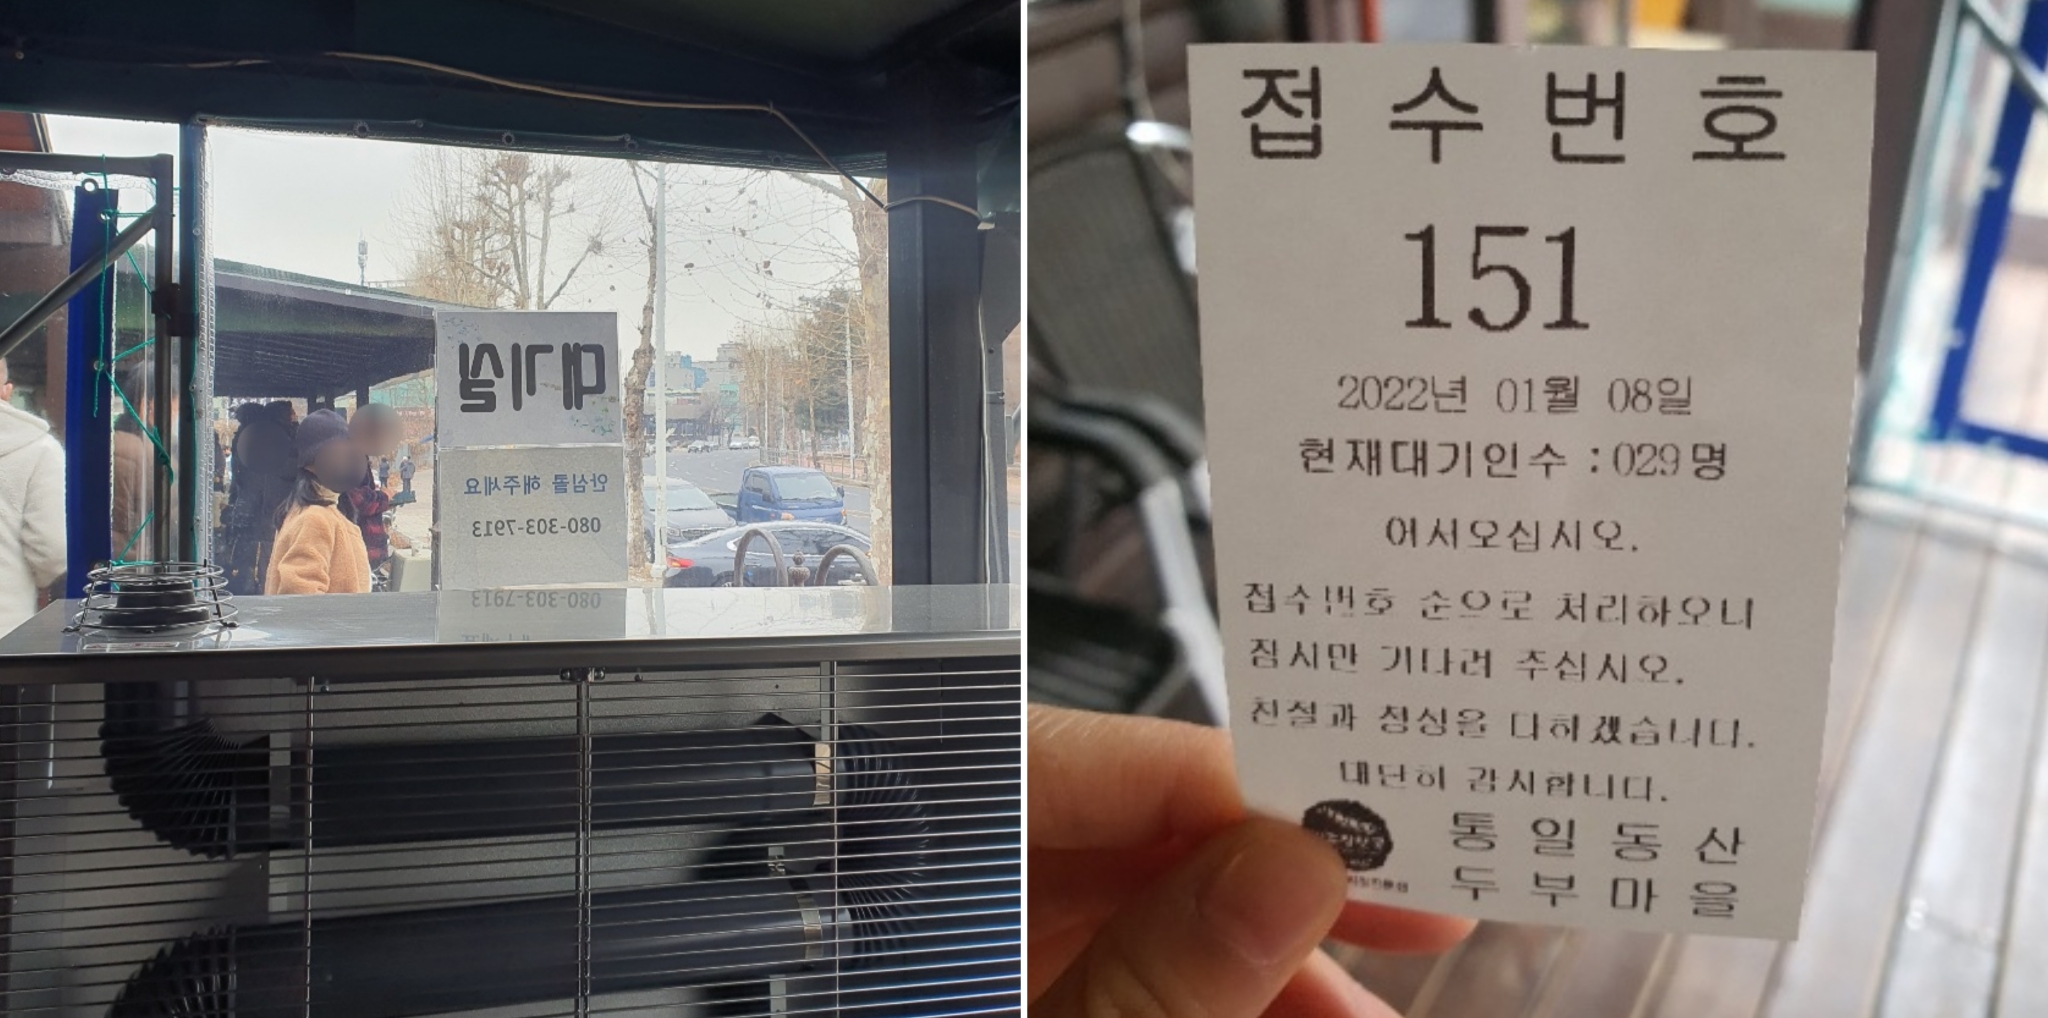 대기실
안심콜 해주세요
080-303-7913
080-303-7913
접수번호
151
2022년 01월 08일
현재대기인수 : 029명
어서오십시오.
접수번호 순으로 처리하오니
잠시만 기다려 주십시오.
친절과 정성을 다하겠습니다.
대단히 감사합니다.
통일동산
두부마을